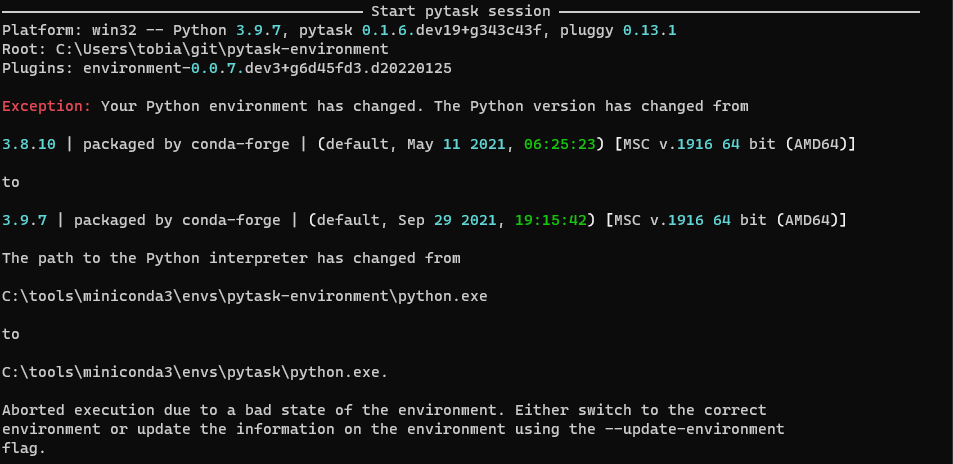 Start pytask session
Platform: win32 -- Python 3.9.7, pytask 0.1.6.dev19+g343c43f, pluggy 0.13.1
Root: C:\Users\tobia\git\pytask-environment
Plugins: environment-0.0.7.dev3+g6d45fd3.d20220125
Exception: Your Python environment has changed. The Python version has changed from
3.8.10 | packaged by conda-forge | (default, May 11 2021, 06:25:23) [MSC v.1916 64 bit (AMD64)]
to
3.9.7 | packaged by conda-forge | (default, Sep 29 2021, 19:15:42) [MSC v.1916 64 bit (AMD64)]
The path to the Python interpreter has changed from
C:\tools\miniconda3\envs\pytask-environment\python.exe
to
C:\tools\miniconda3\envs\pytask\python.exe.
Aborted execution due to a bad state of the environment. Either switch to the correct
environment or update the information on the environment using the --update-environment
flag.